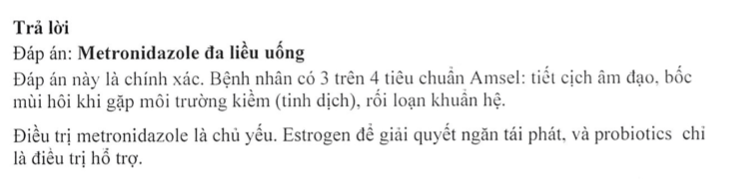 Trả lời
Đáp án: Metronidazole đa liều uống
Đáp án này là chính xác. Bệnh nhân có 3 trên 4 tiêu chuẩn Amsel: tiết cịch âm đạo, bốc
mùi hôi khi gặp môi trường kiềm (tinh dịch), rối loạn khuẩn hệ.
Điều trị metronidazole là chủ yếu. Estrogen để giải quyết ngăn tái phát, và probiotics chỉ
là điều trị hổ trợ.